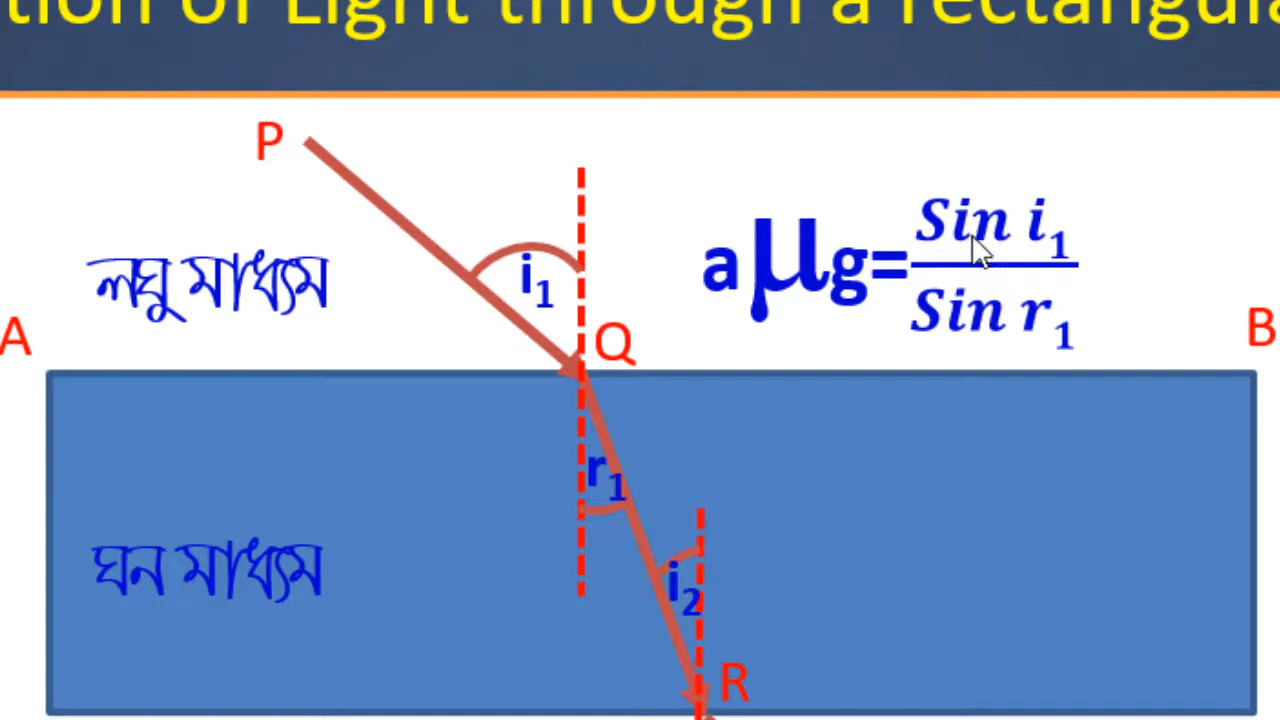 tion of Light through a rectangula
P
লঘু মাধ্যম
i1
aμg=Sin i1
Sin r1
A
Q
B
r1
ঘন মাধ্যম
i2
R